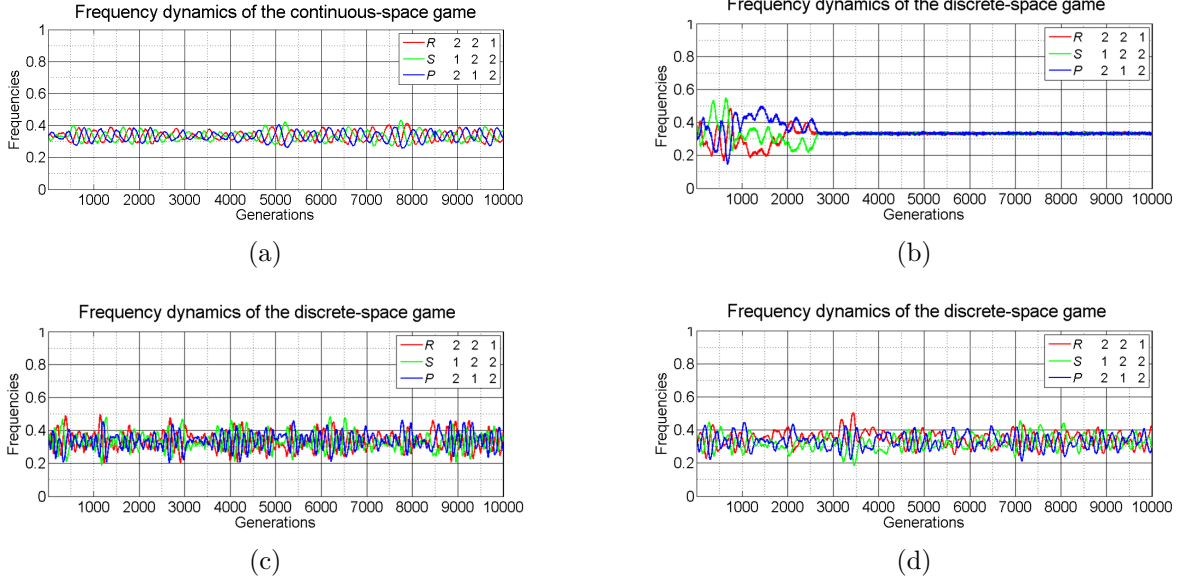 Frequency dynamics of the continuous-space game
1
0.8
0.6
0.4
0.2
0
Frequencies
R 2 2 1
S 1 2 2
P 2 1 2
1000 2000 3000 4000 5000 6000 7000 8000 9000 10000
Generations
(a)
Frequency dynamics of the discrete-space game
1
0.8
0.6
0.4
0.2
0
Frequencies
R 2 2 1
S 1 2 2
P 2 1 2
1000 2000 3000 4000 5000 6000 7000 8000 9000 10000
Generations
(b)
Frequency dynamics of the discrete-space game
1
0.8
0.6
0.4
0.2
0
Frequencies
R 2 2 1
S 1 2 2
P 2 1 2
1000 2000 3000 4000 5000 6000 7000 8000 9000 10000
Generations
(c)
Frequency dynamics of the discrete-space game
1
0.8
0.6
0.4
0.2
0
Frequencies
R 2 2 1
S 1 2 2
P 2 1 2
1000 2000 3000 4000 5000 6000 7000 8000 9000 10000
Generations
(d)